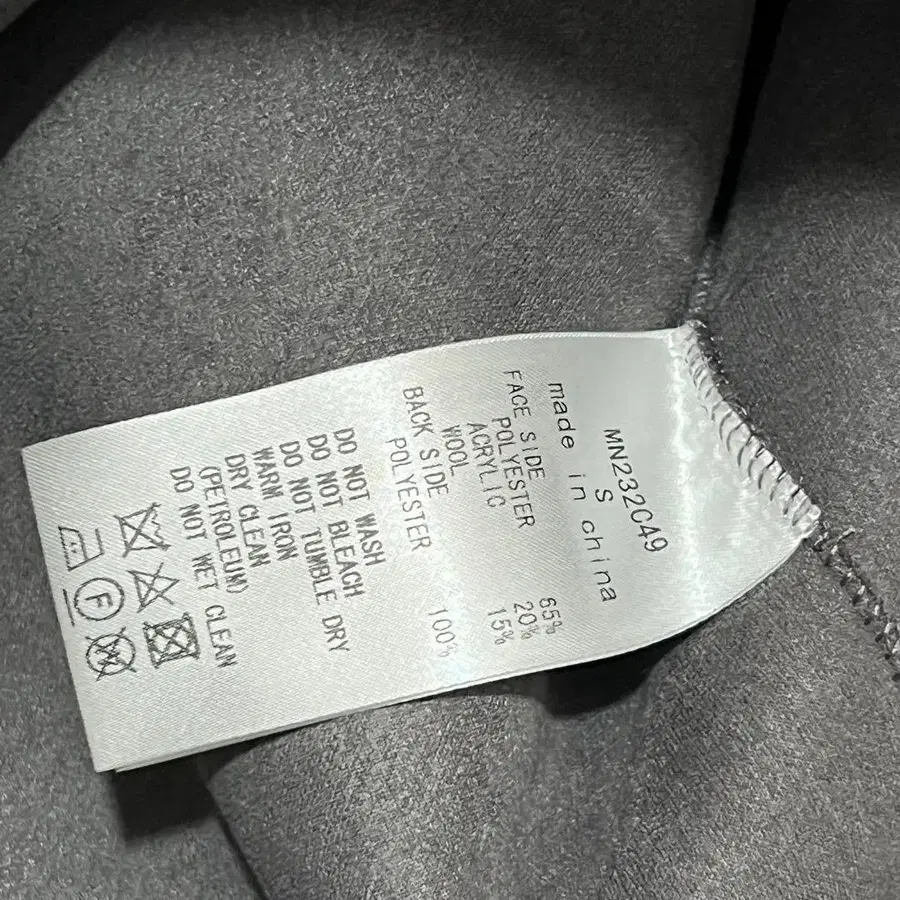 MN232C49
S
made in china
FACE SIDE
POLYESTER 65%
ACRYLIC 20%
WOOL 15%
BACK SIDE
POLYESTER 100%
DO NOT WASH
DO NOT BLEACH
DO NOT TUMBLE DRY
WARM IRON
DRY CLEAN
(PETROLEUM)
DO NOT WET CLEAN
F